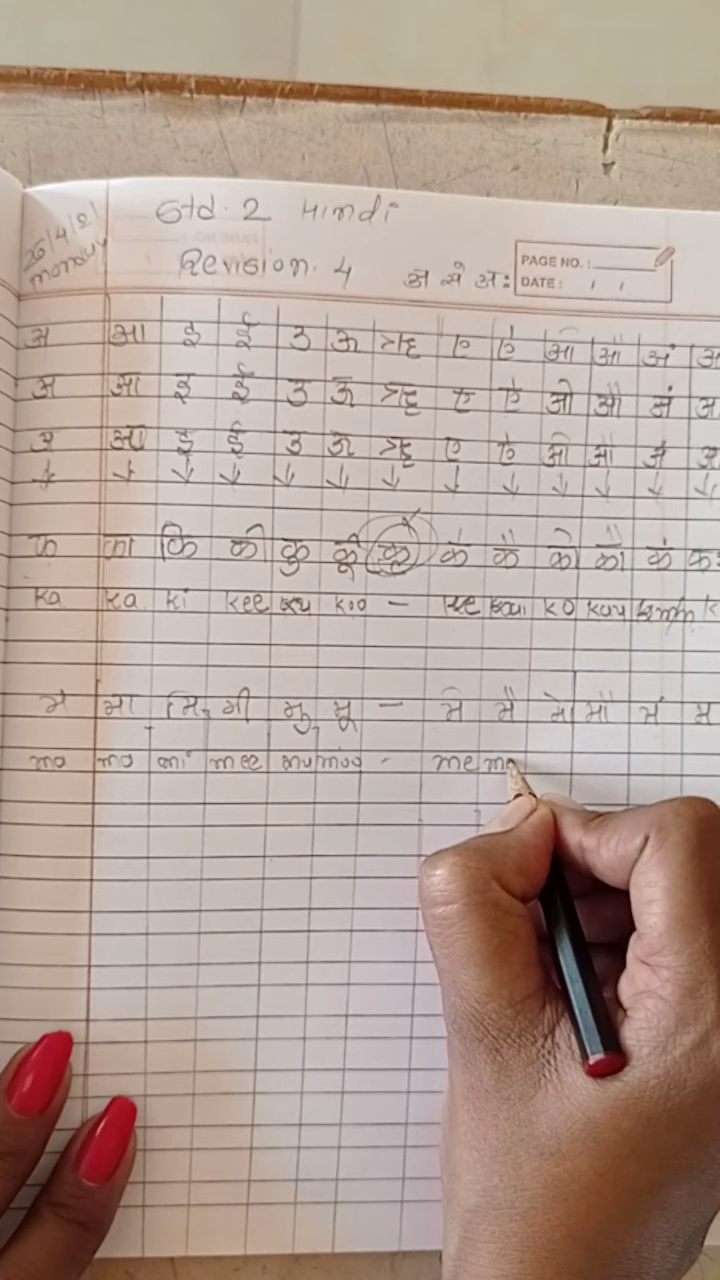 Std. 2 Hindi
26/4/21
monday
Revision. 4
अ से अः
PAGE NO. :
DATE :
अ आ इ ई उ ऊ ऋ ए ऐ ओ औ अं अ
अ आ इ ई उ ऊ ऋ ए ऐ ओ औ अं अ
अ आ इ ई उ ऊ ऋ ए ऐ ओ औ अं अ
↓ ↓ ↓ ↓ ↓ ↓ ↓ ↓ ↓ ↓ ↓ ↓ ↓
क का कि की कु कू कृ के कै को कौ कं कः
ka ka ki kee ku koo - ke kai ko kau k
म मा मि मी मु मू - मे मै मो मौ मं म
ma ma mi mee mu moo - me ma